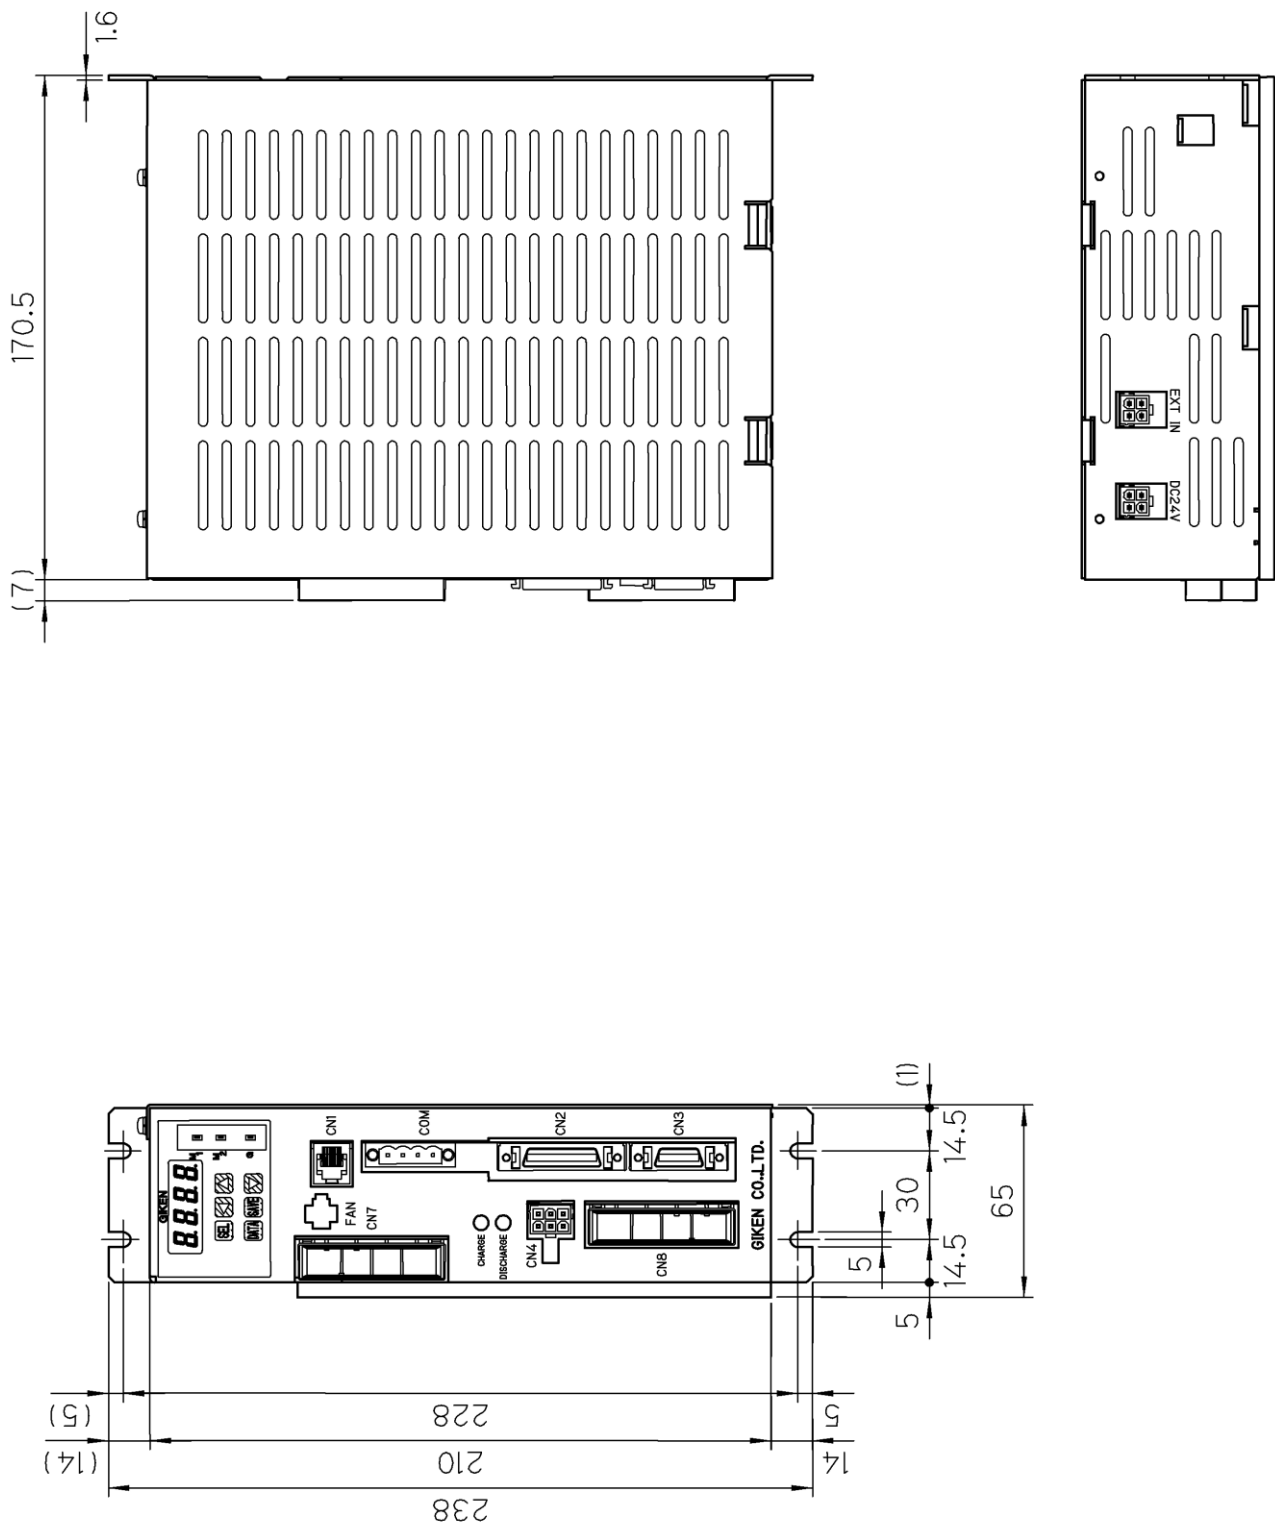 1.6
170.5
(7)
EXT IN
DC24V
GIKEN
8.8.8.8
M1
M2
α
SEL
DATA
SAVE
CN1
COM
CN2
CN3
FAN
CN7
CHARGE
DISCHARGE
CN4
CN8
GIKEN CO.,LTD.
(1)
14.5
30
65
5
14.5
5
(5)
228
5
(14)
210
14
238